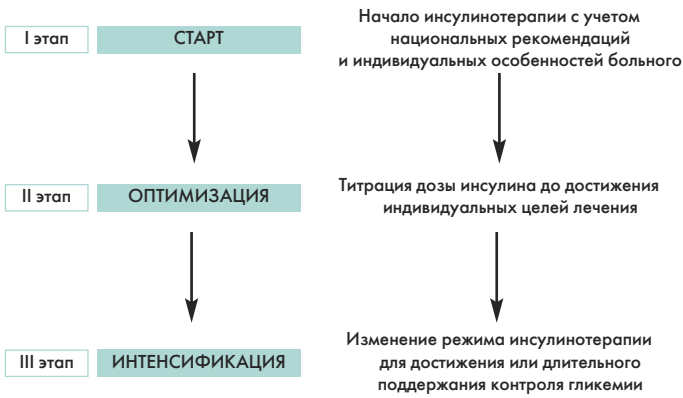 I этап
СТАРТ
Начало инсулинотерапии с учетом
национальных рекомендаций
и индивидуальных особенностей больного
II этап
ОПТИМИЗАЦИЯ
Титрация дозы инсулина до достижения
индивидуальных целей лечения
III этап
ИНТЕНСИФИКАЦИЯ
Изменение режима инсулинотерапии
для достижения или длительного
поддержания контроля гликемии